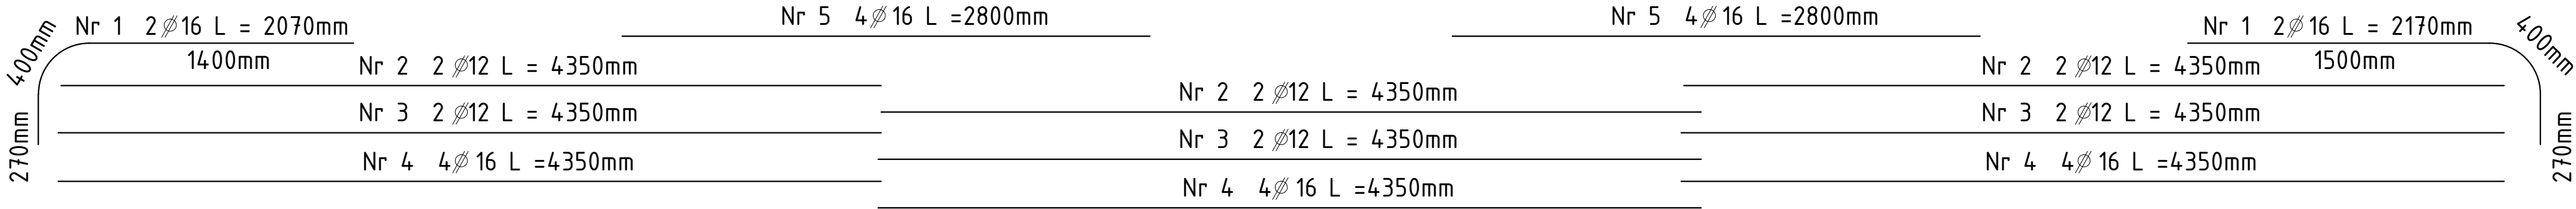 Nr 5 4⌀16 L =2800mm
Nr 5 4⌀16 L =2800mm
Nr 1 2⌀16 L = 2070mm
Nr 1 2⌀16 L = 2170mm
400mm
400mm
1400mm
1500mm
Nr 2 2⌀12 L = 4350mm
Nr 2 2⌀12 L = 4350mm
Nr 2 2⌀12 L = 4350mm
Nr 3 2⌀12 L = 4350mm
Nr 3 2⌀12 L = 4350mm
Nr 3 2⌀12 L = 4350mm
270mm
270mm
Nr 4 4⌀16 L =4350mm
Nr 4 4⌀16 L =4350mm
Nr 4 4⌀16 L =4350mm